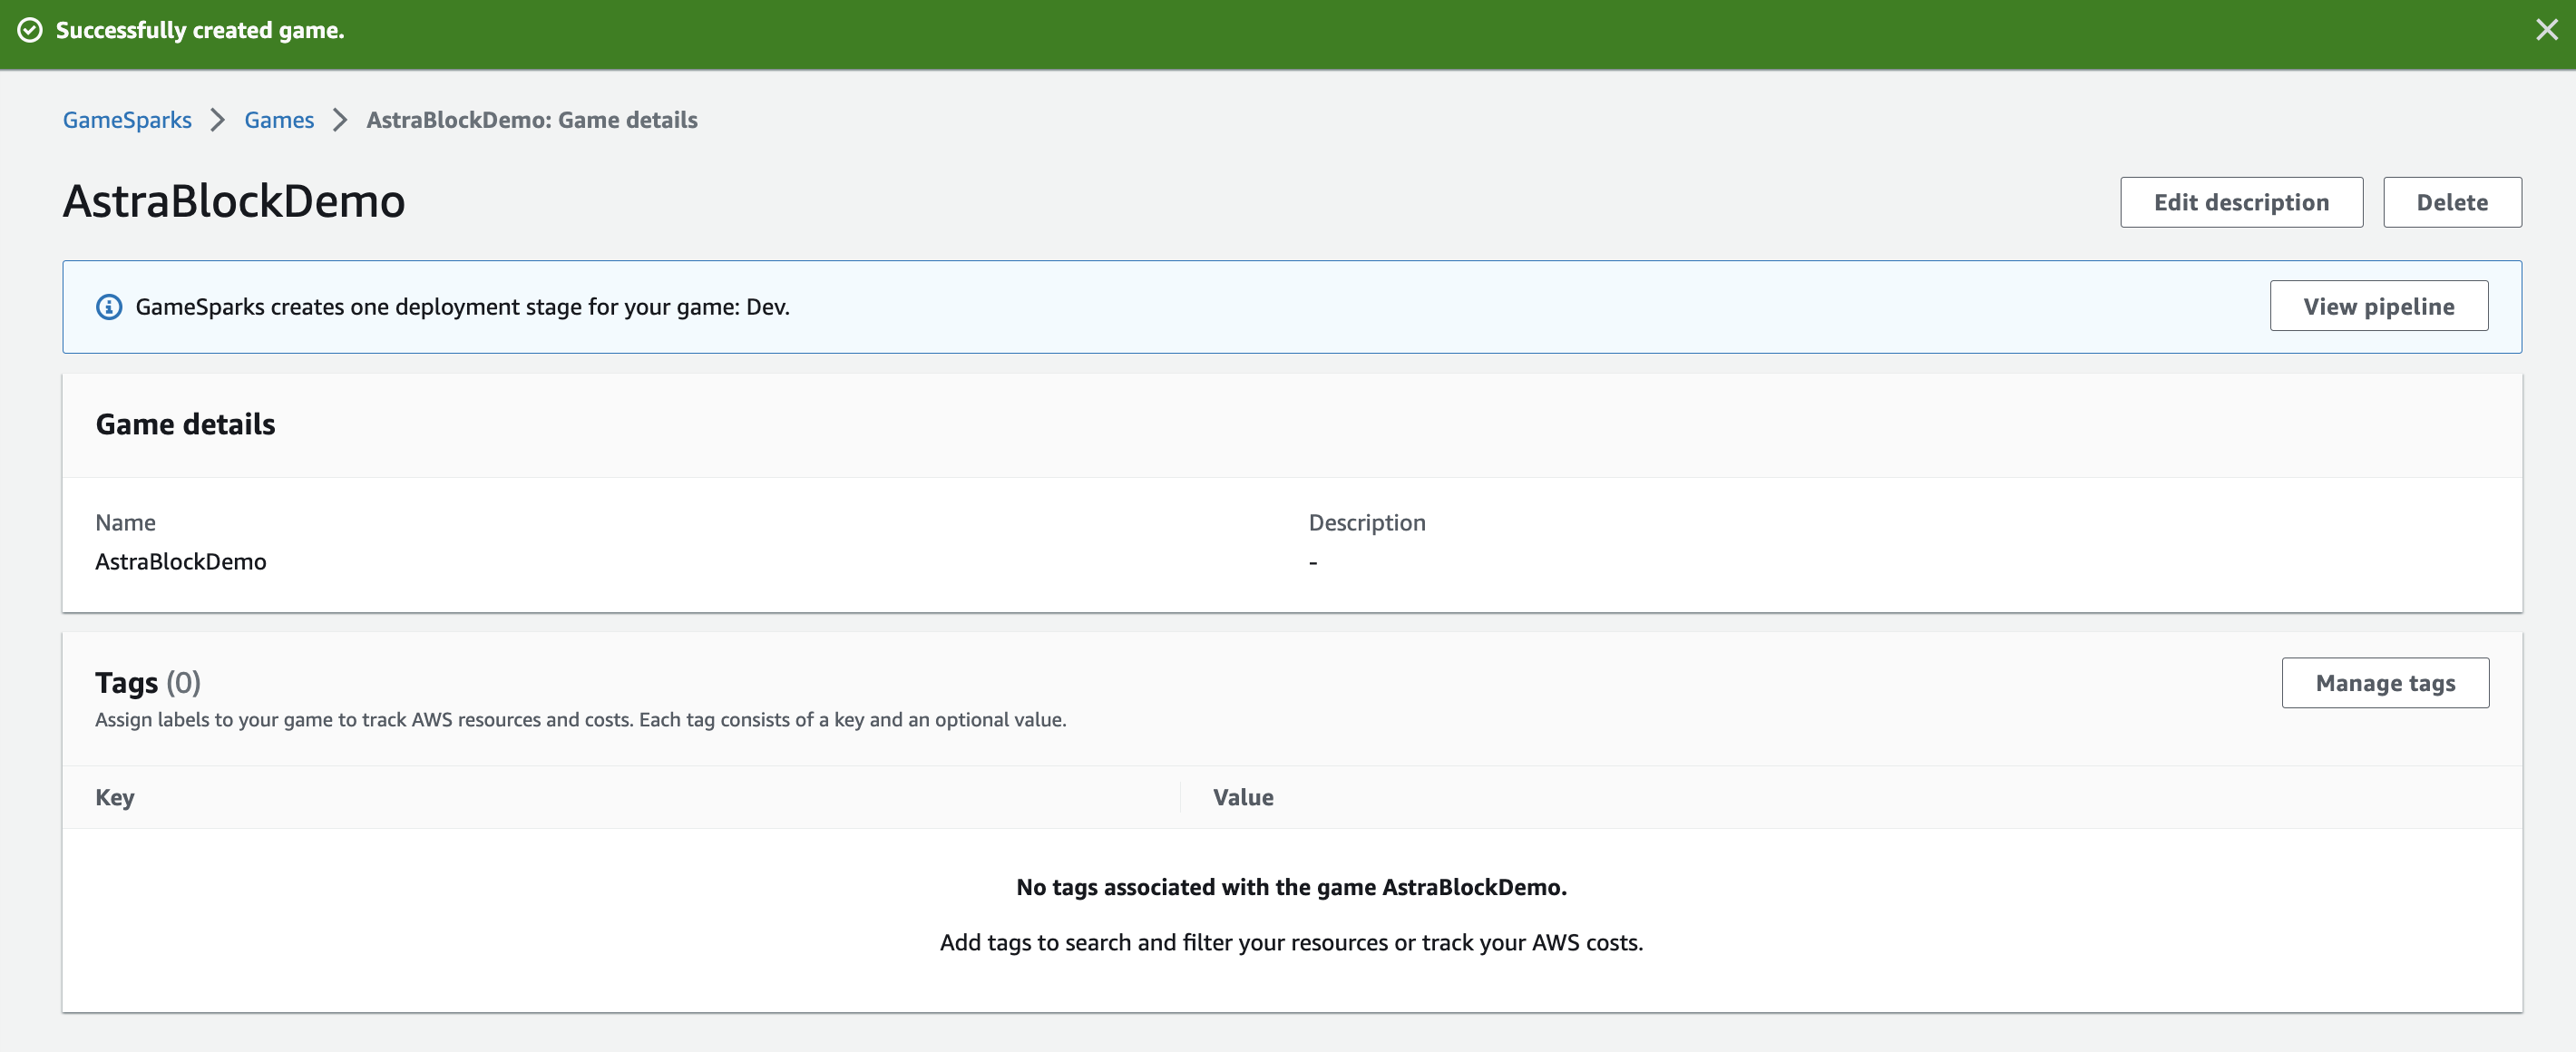 Successfully created game.
GameSparks > Games > AstraBlockDemo: Game details
AstraBlockDemo
Edit description
Delete
GameSparks creates one deployment stage for your game: Dev.
View pipeline
Game details
Name
AstraBlockDemo
Description
-
Tags (0)
Manage tags
Assign labels to your game to track AWS resources and costs. Each tag consists of a key and an optional value.
Key
Value
No tags associated with the game AstraBlockDemo.
Add tags to search and filter your resources or track your AWS costs.